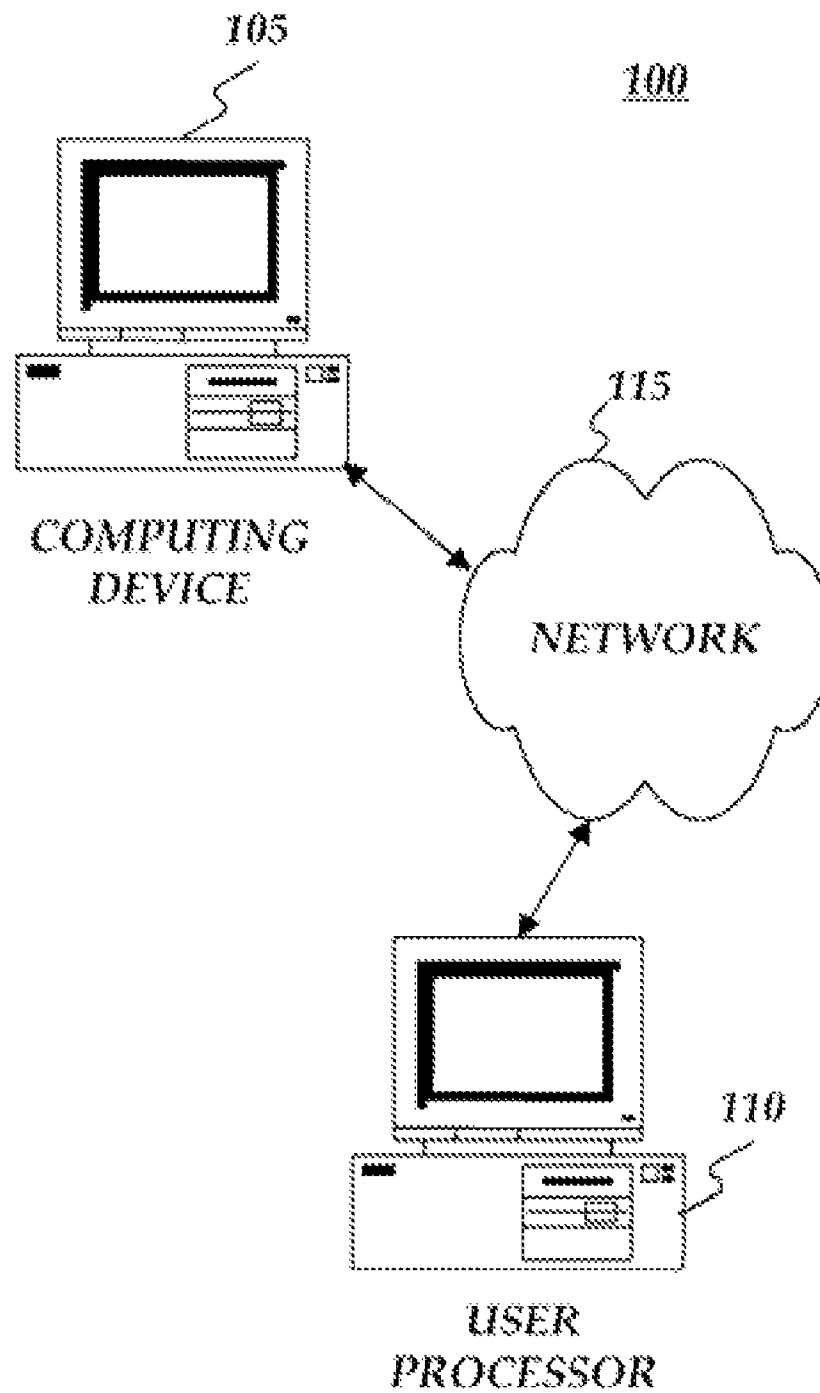 105
100
115
COMPUTING
DEVICE
NETWORK
110
USER
PROCESSOR